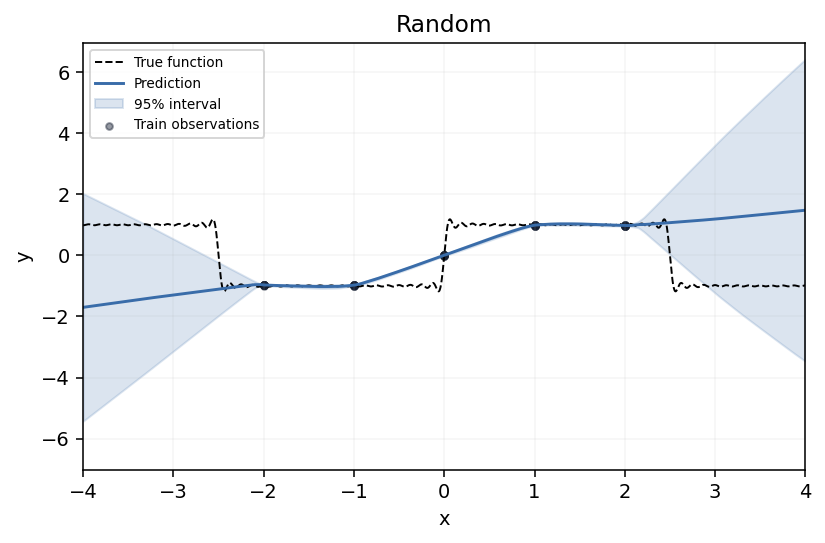 Random
True function
Prediction
95% interval
Train observations
y
6
4
2
0
−2
−4
−6
−4 −3 −2 −1 0 1 2 3 4
x